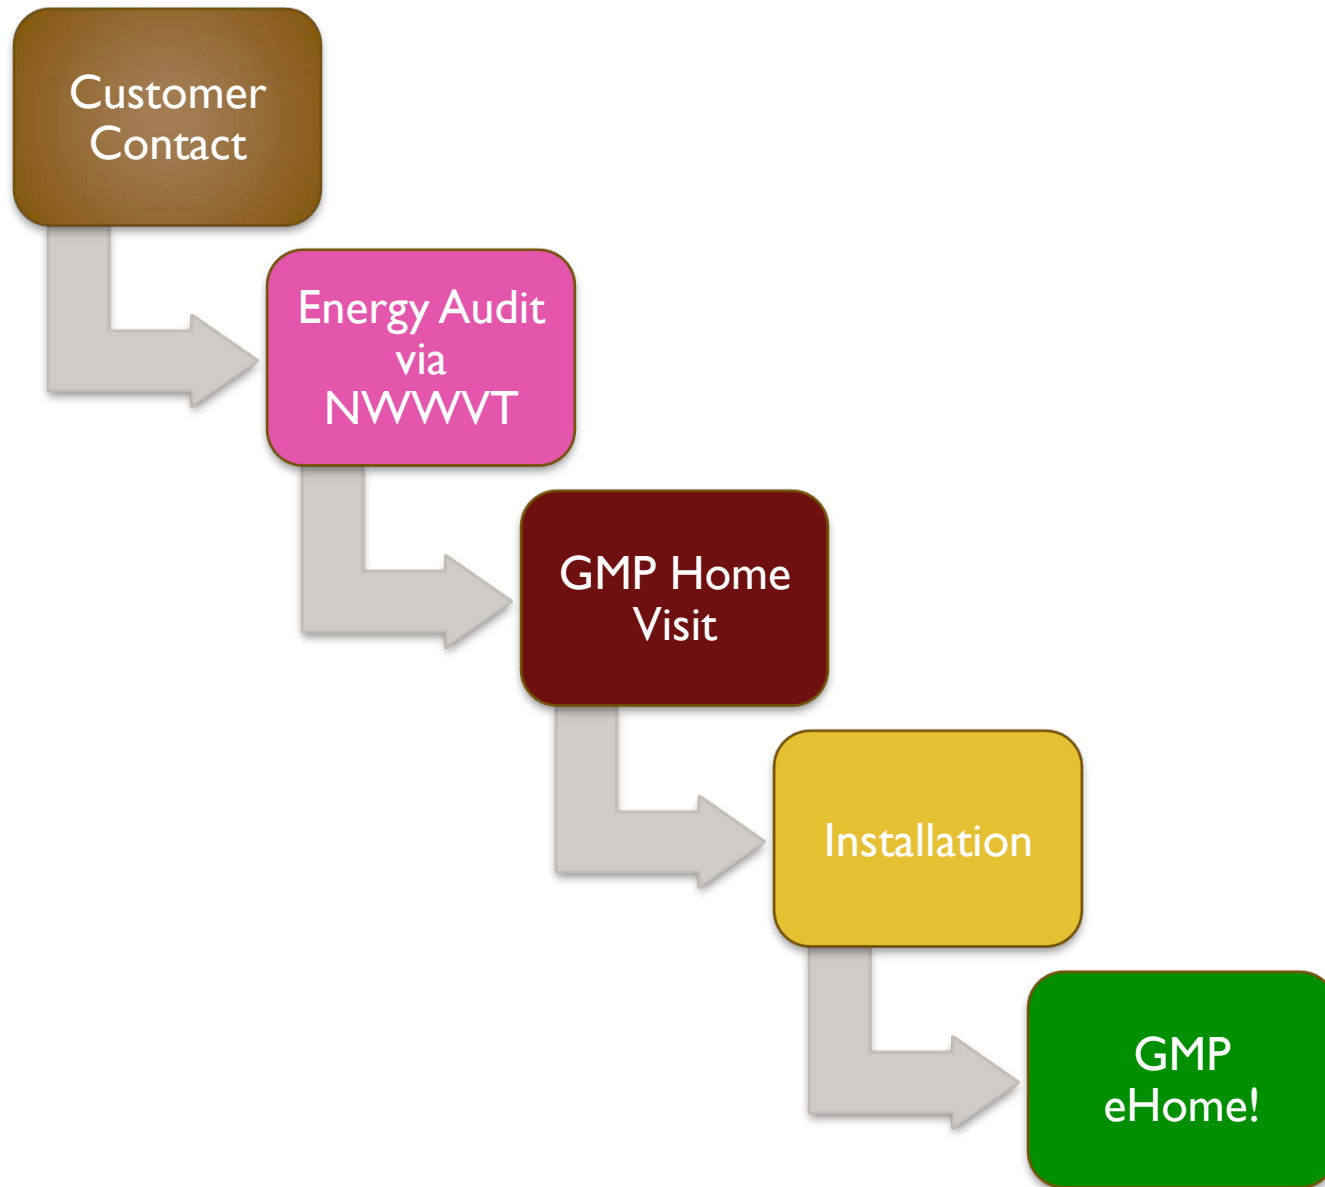 Customer
Contact
Energy Audit
via
NWWVT
GMP Home
Visit
Installation
GMP
eHome!